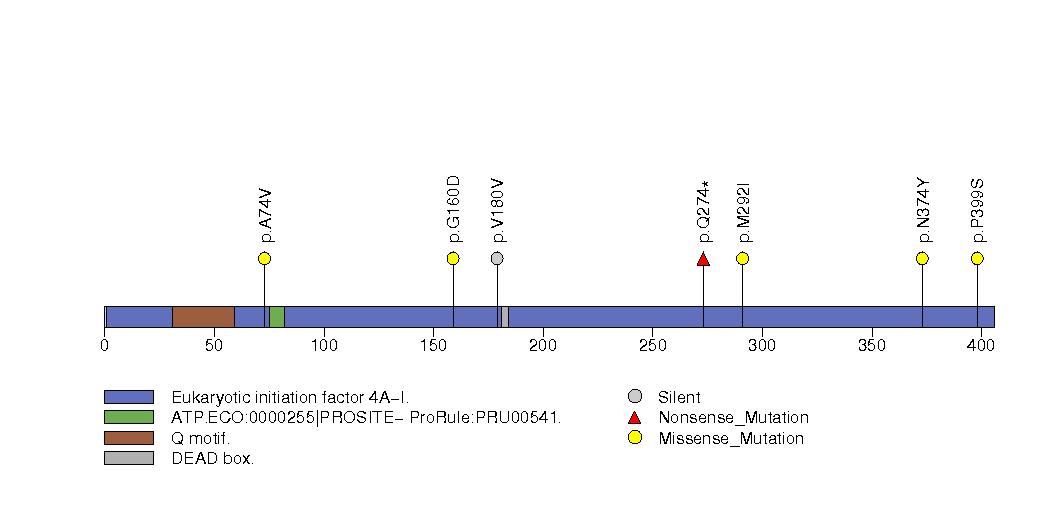 p.A74V
p.G160D
p.V180V
p.Q274*
p.M292I
p.N374Y
p.P399S
0 50 100 150 200 250 300 350 400
Eukaryotic initiation factor 4A-I.
ATP.ECO:0000255|PROSITE- ProRule:PRU00541.
Q motif.
DEAD box.
Silent
Nonsense_Mutation
Missense_Mutation